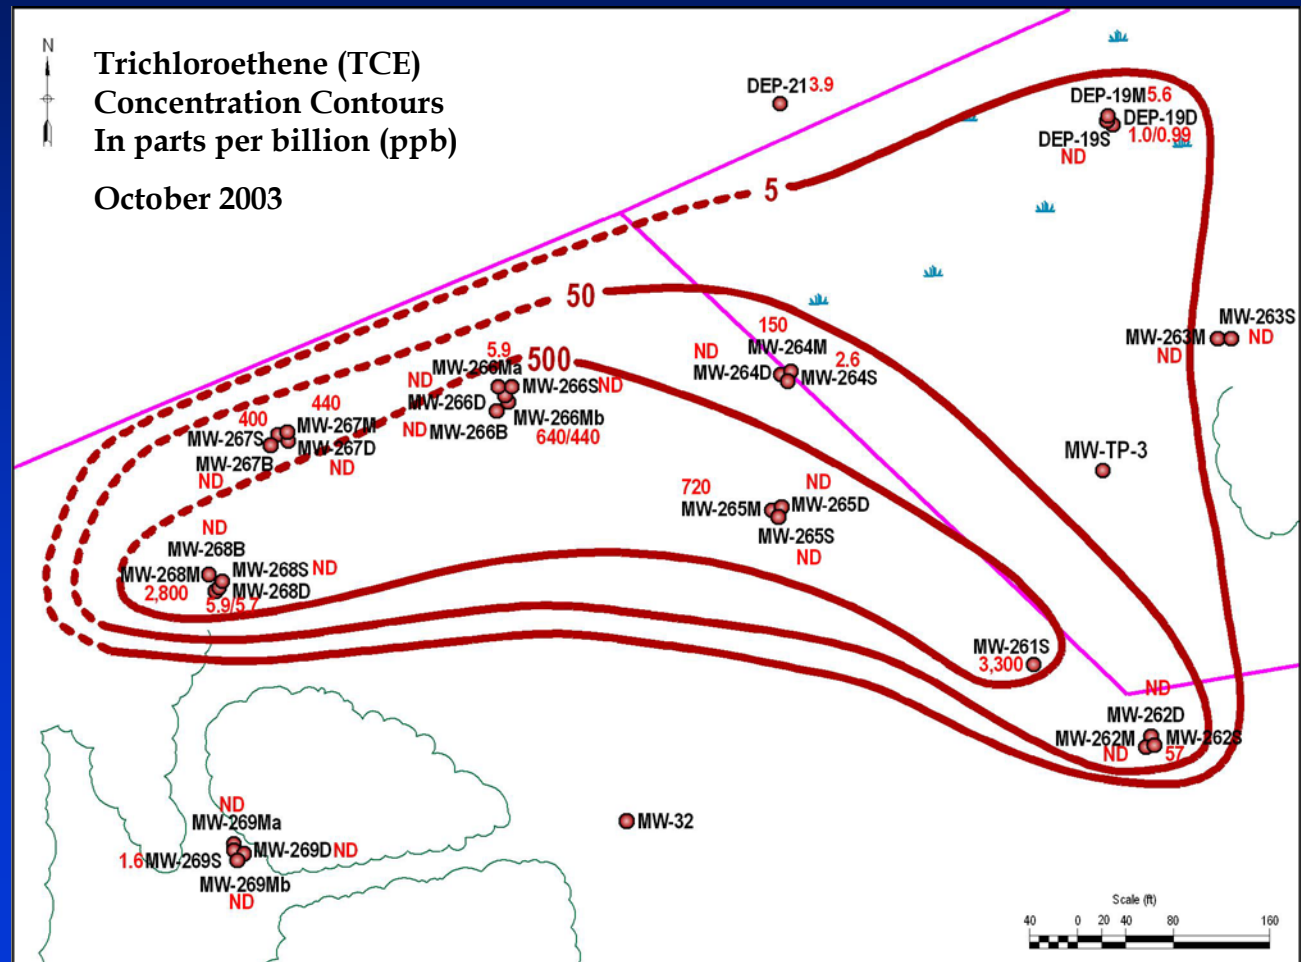 N
Trichloroethene (TCE)
Concentration Contours
In parts per billion (ppb)
October 2003
DEP-21 3.9
DEP-19M 5.6
DEP-19D
1.0/0.99
DEP-19S
ND
5
50
500
MW-263S
MW-263M
ND
ND
150
MW-264M
ND
2.6
MW-264D
MW-264S
5.9
MW-266Ma
ND
MW-266S ND
MW-266D
MW-266Mb
ND
MW-266B
640/440
440
400
MW-267M
MW-267S
MW-267D
MW-267B
ND
ND
MW-TP-3
720
ND
MW-265M
MW-265D
MW-265S
ND
ND
MW-268B
MW-268S ND
MW-268M
MW-268D
2,800
5.9/5.7
MW-261S
3,300
ND
MW-262D
MW-262M
MW-262S
ND
57
MW-32
ND
MW-269Ma
MW-269D ND
1.6 MW-269S
MW-269Mb
ND
Scale (ft)
40 0 20 40 80 160